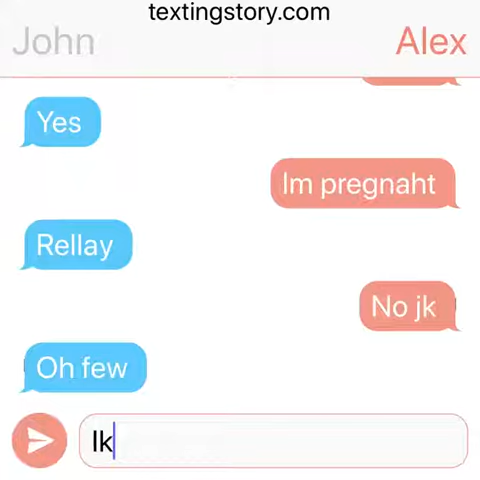 textingstory.com
John
Alex
Yes
Im pregnaht
Rellay
No jk
Oh few
Ik